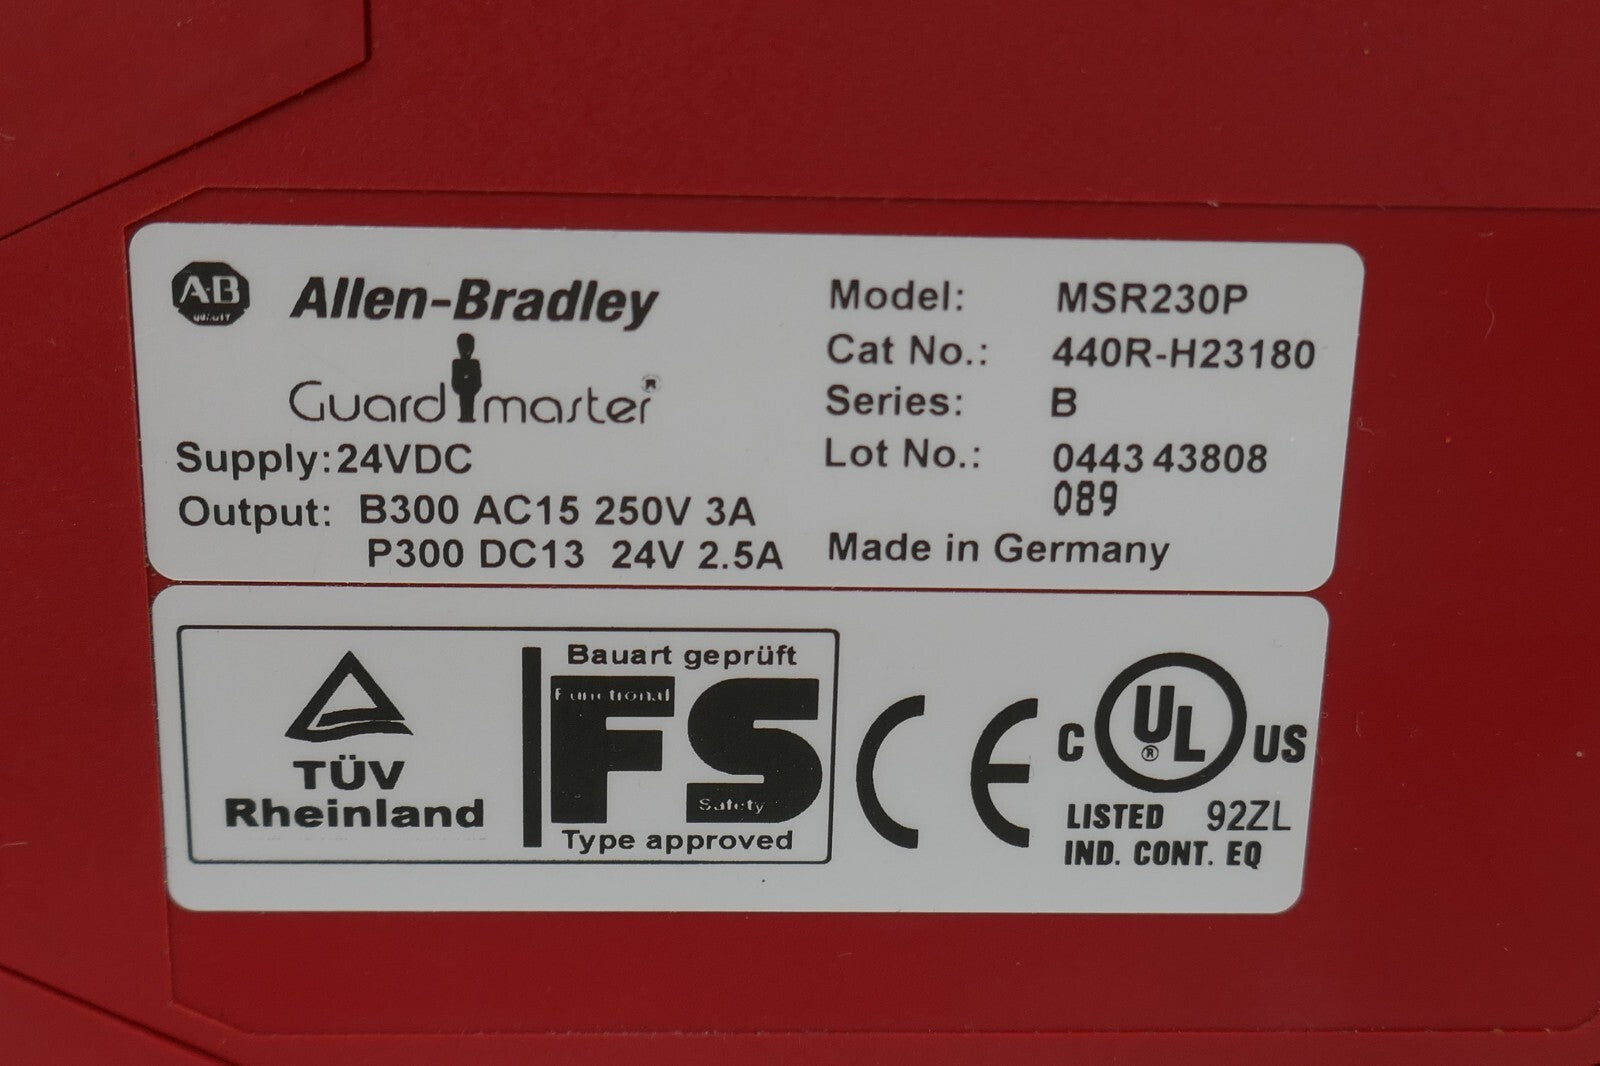 A·B
QUALITY
Allen-Bradley
Guardmaster®
Supply: 24VDC
Output: B300 AC15 250V 3A
P300 DC13 24V 2.5A
Model: MSR230P
Cat No.: 440R-H23180
Series: B
Lot No.: 0443 43808
089
Made in Germany
TÜV
Rheinland
Bauart geprüft
Functional
FS
Safety
Type approved
CE
C UL® US
LISTED 92ZL
IND. CONT. EQ